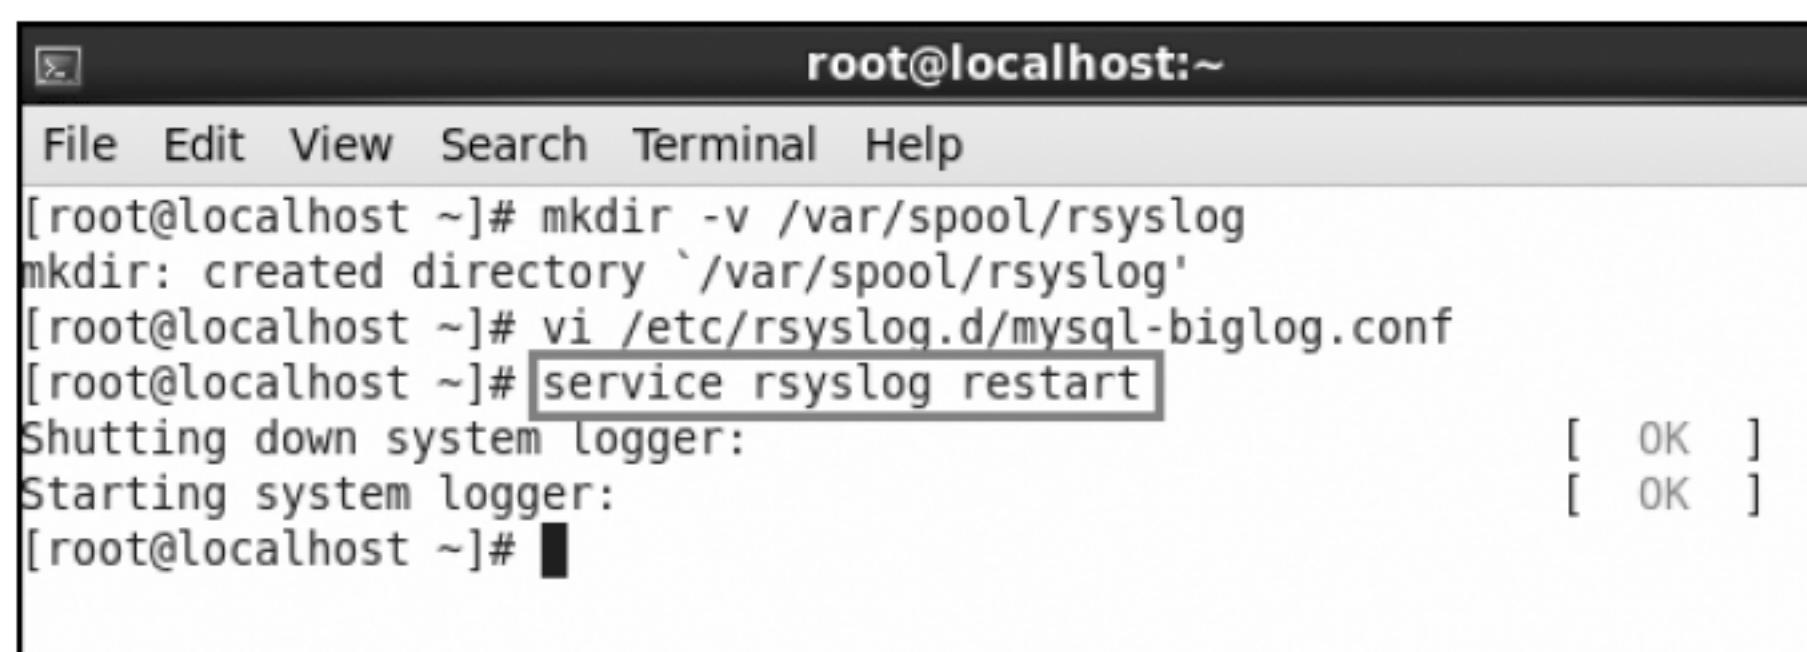 root@localhost:~
File Edit View Search Terminal Help
[root@localhost ~]# mkdir -v /var/spool/rsyslog
mkdir: created directory `/var/spool/rsyslog'
[root@localhost ~]# vi /etc/rsyslog.d/mysql-biglog.conf
[root@localhost ~]# service rsyslog restart
Shutting down system logger: [ OK ]
Starting system logger: [ OK ]
[root@localhost ~]#